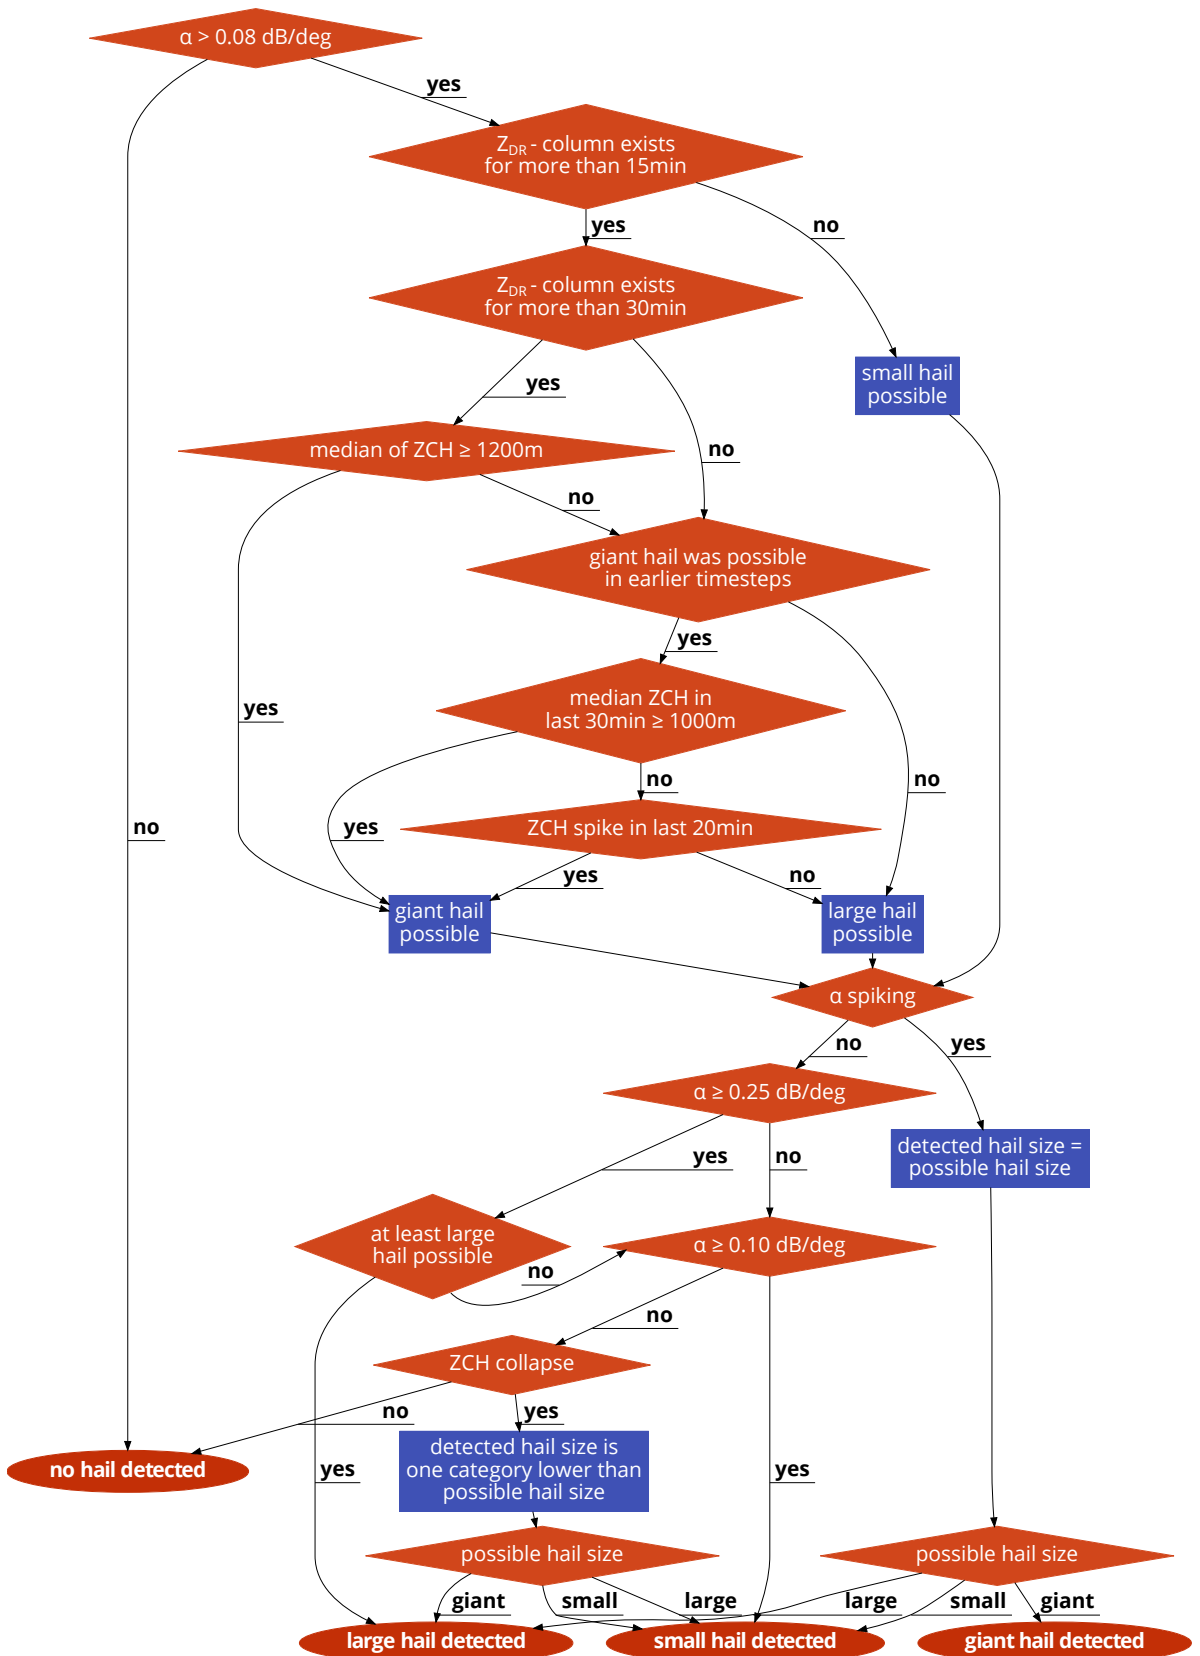 α > 0.08 dB/deg
yes
Z_DR - column exists
for more than 15min
no
yes
Z_DR - column exists
for more than 30min
small hail
possible
yes
median of ZCH ≥ 1200m
no
no
giant hail was possible
in earlier timesteps
yes
median ZCH in
last 30min ≥ 1000m
yes
no
no
ZCH spike in last 20min
no
yes
yes
no
giant hail
possible
large hail
possible
α spiking
no
yes
α ≥ 0.25 dB/deg
detected hail size =
possible hail size
yes
no
at least large
hail possible
α ≥ 0.10 dB/deg
no
no
ZCH collapse
no
yes
detected hail size is
one category lower than
possible hail size
no hail detected
yes
yes
possible hail size
possible hail size
giant
small
large
large
small
giant
large hail detected
small hail detected
giant hail detected